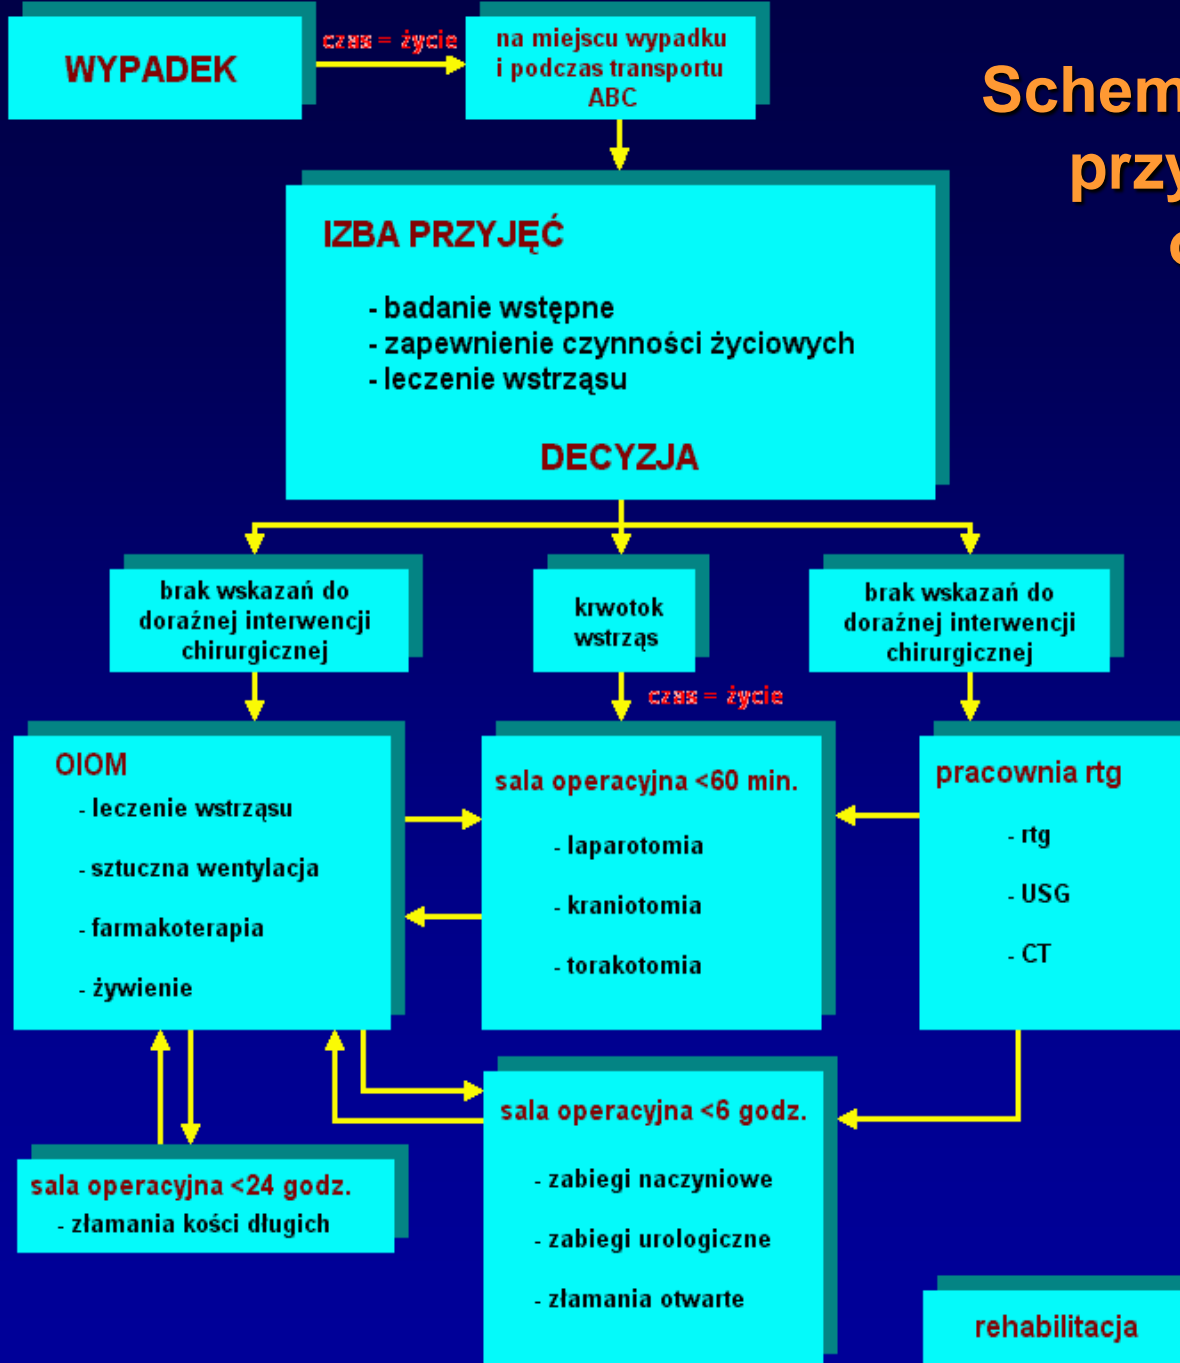 WYPADEK
czas = życie
na miejscu wypadku
i podczas transportu
ABC
Schem
przy
IZBA PRZYJĘĆ
- badanie wstępne
- zapewnienie czynności życiowych
- leczenie wstrząsu
DECYZJA
brak wskazań do
doraźnej interwencji
chirurgicznej
krwotok
wstrząs
brak wskazań do
doraźnej interwencji
chirurgicznej
czas = życie
OIOM
- leczenie wstrząsu
- sztuczna wentylacja
- farmakoterapia
- żywienie
sala operacyjna <60 min.
- laparotomia
- kraniotomia
- torakotomia
pracownia rtg
- rtg
- USG
- CT
sala operacyjna <24 godz.
- złamania kości długich
sala operacyjna <6 godz.
- zabiegi naczyniowe
- zabiegi urologiczne
- złamania otwarte
rehabilitacja